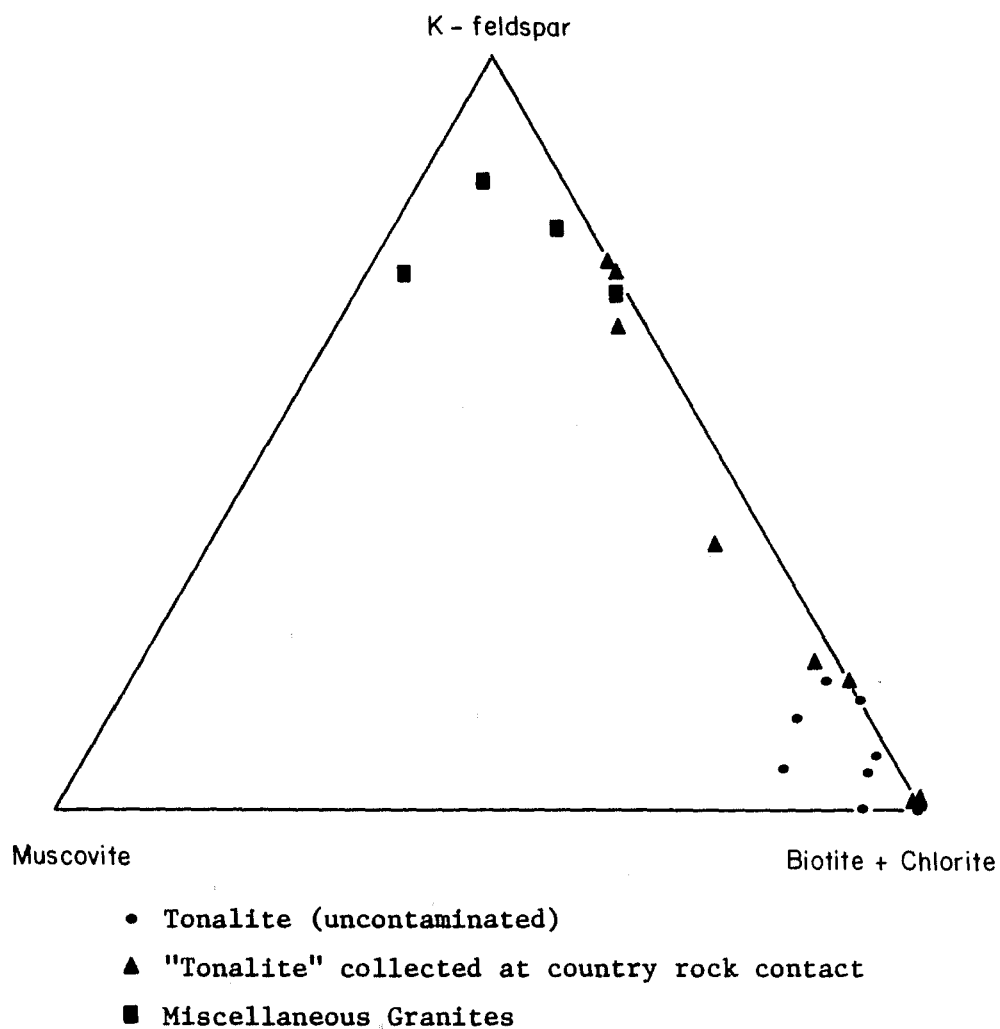 K - feldspar
Muscovite
Biotite + Chlorite
Tonalite (uncontaminated)
"Tonalite" collected at country rock contact
Miscellaneous Granites